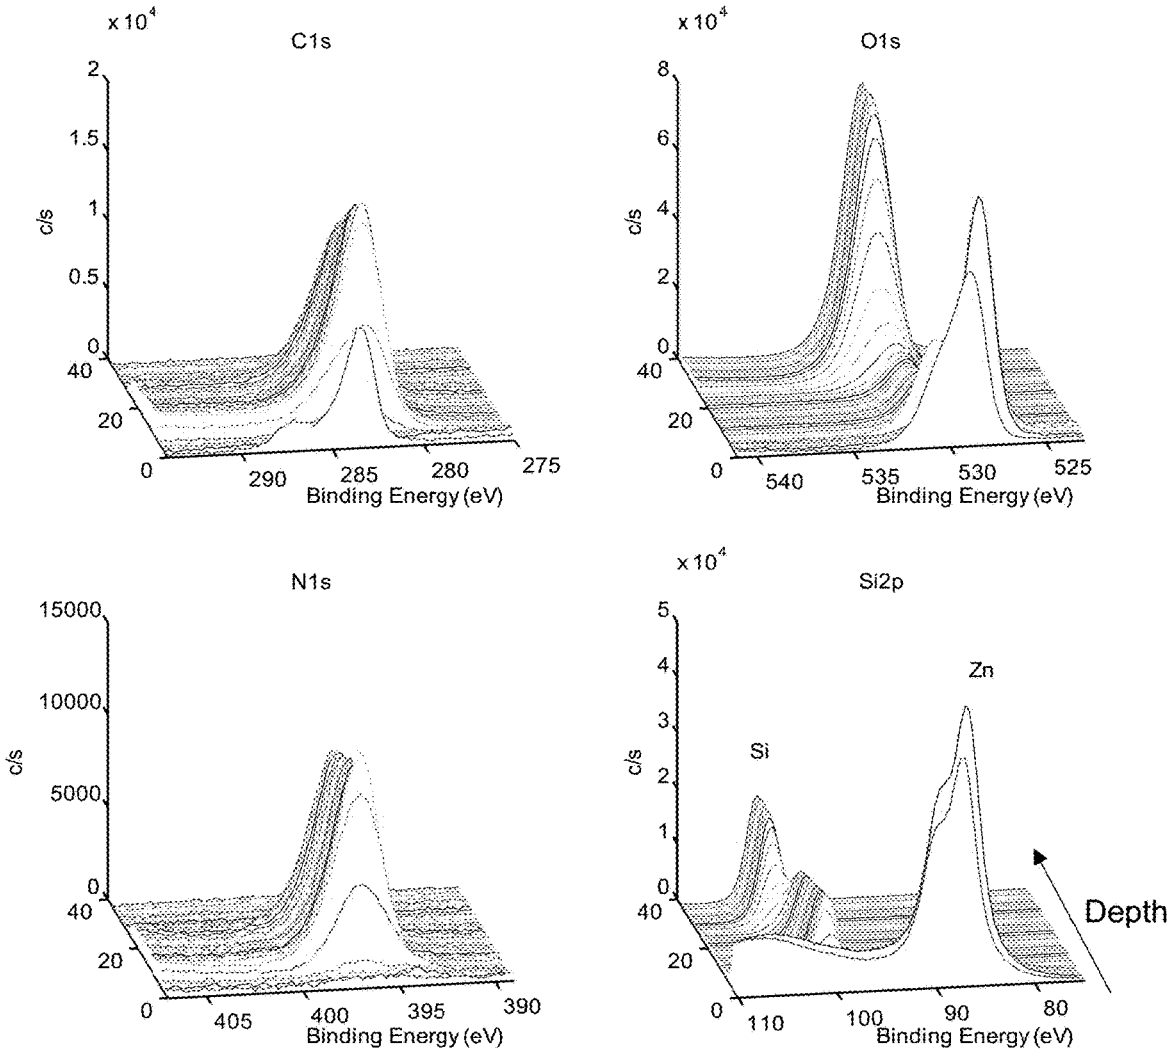 x 10⁴
C1s
2
1.5
1
0.5
0
c/s
40
20
0
290
285
280
275
Binding Energy (eV)
x 10⁴
O1s
8
6
4
2
0
c/s
40
20
0
540
535
530
525
Binding Energy (eV)
N1s
15000
10000
5000
0
c/s
40
20
0
405
400
395
390
Binding Energy (eV)
x 10⁴
Si2p
5
4
3
2
1
0
c/s
Si
Zn
40
20
0
110
100
90
80
Binding Energy (eV)
Depth